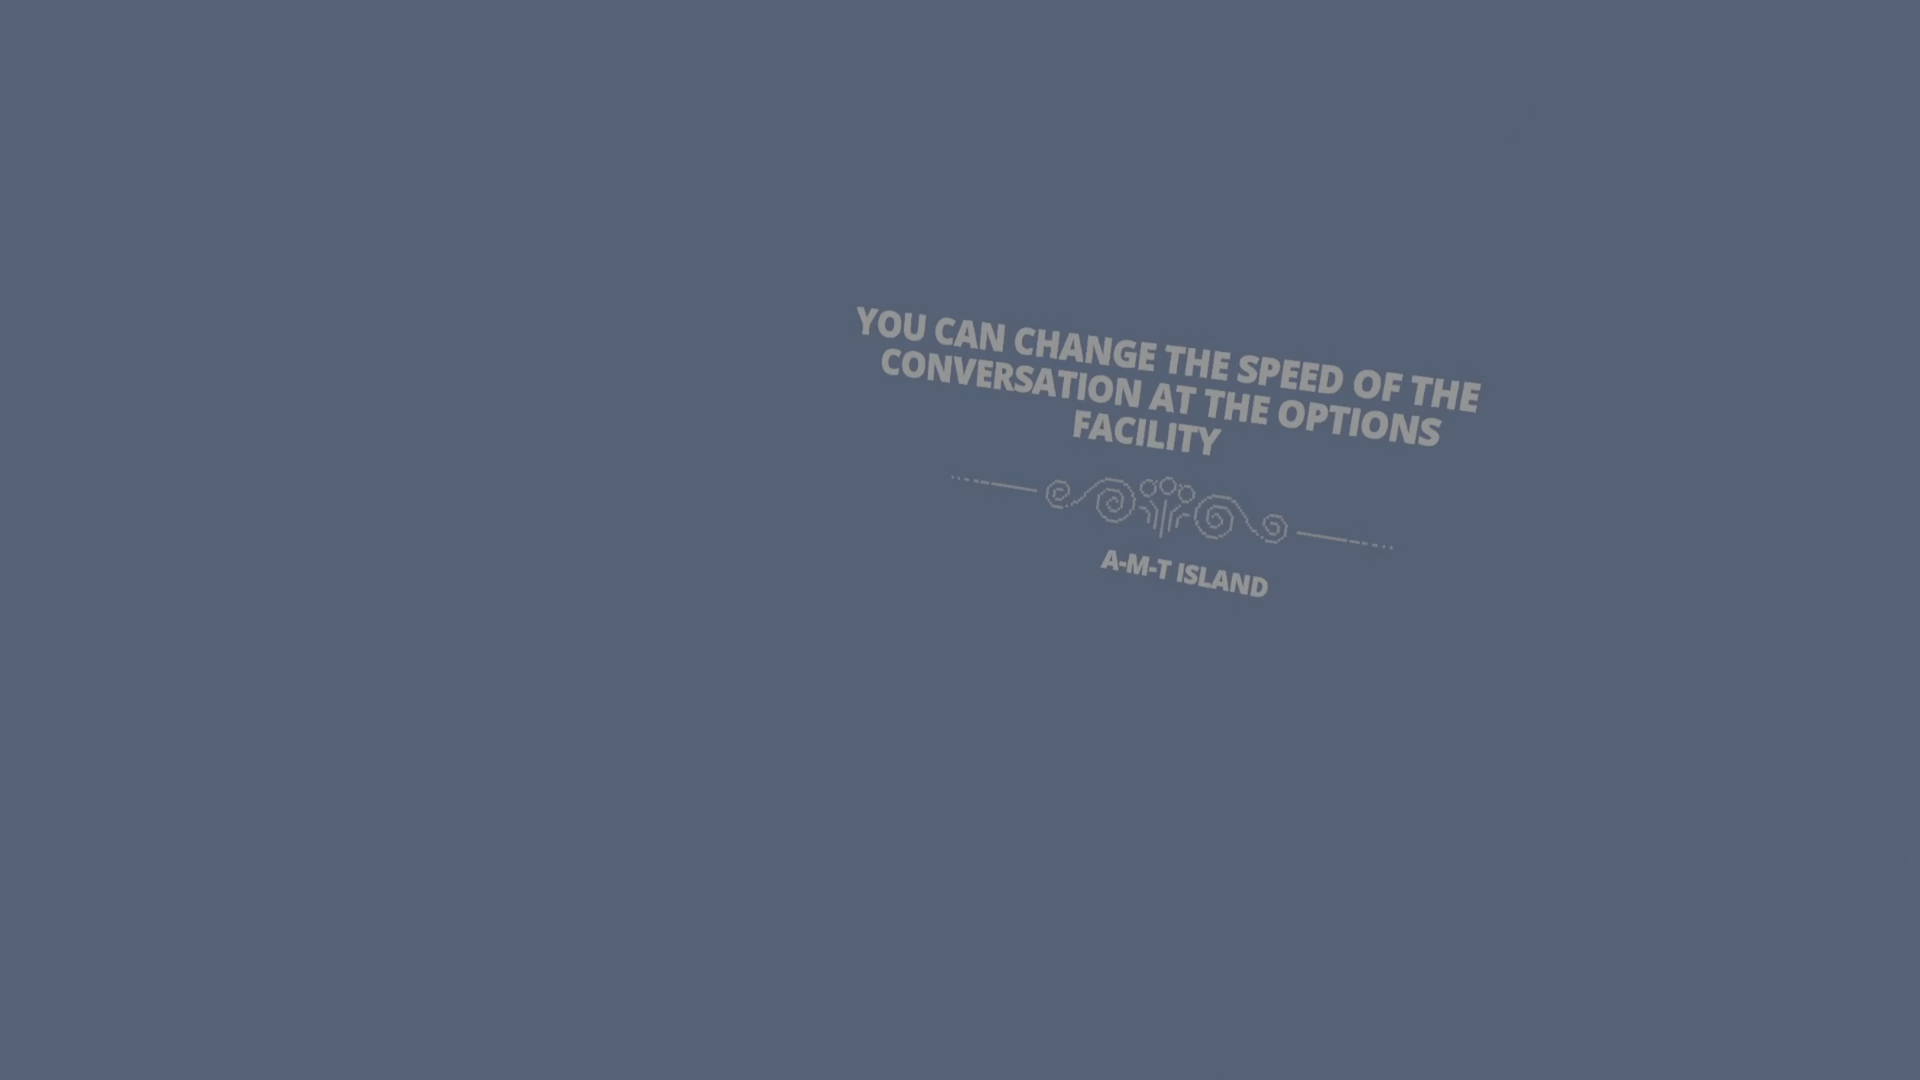 YOU CAN CHANGE THE SPEED OF THE
CONVERSATION AT THE OPTIONS
FACILITY
A-M-T ISLAND